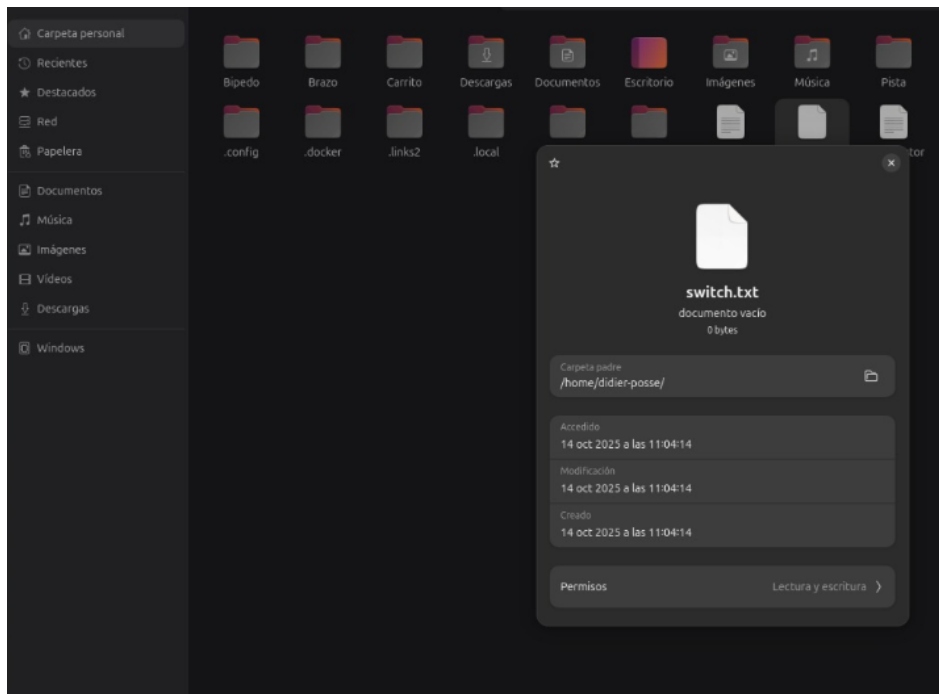 Carpeta personal
Recientes
Destacados
Red
Papelera
Documentos
Música
Imágenes
Vídeos
Descargas
Windows
Bipedo
Brazo
Carrito
Descargas
Documentos
Escritorio
Imágenes
Música
Pista
.config
.docker
.links2
.local
tor
switch.txt
documento vacío
0 bytes
Carpeta padre
/home/didier-posse/
Accedido
14 oct 2025 a las 11:04:14
Modificación
14 oct 2025 a las 11:04:14
Creado
14 oct 2025 a las 11:04:14
Permisos
Lectura y escritura